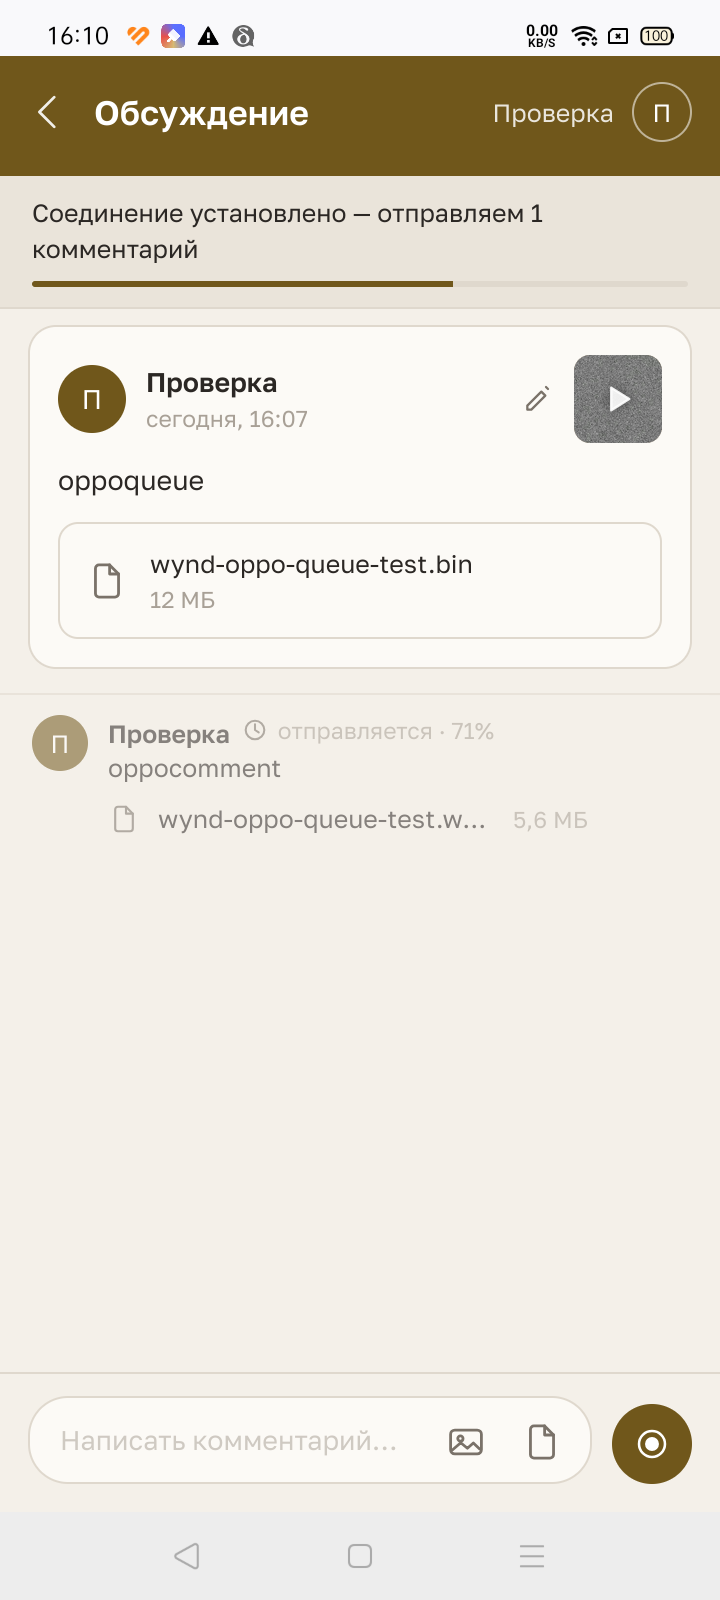 16:10
0.00
KB/S
100
Обсуждение
Проверка
П
Соединение установлено — отправляем 1
комментарий
П
Проверка
сегодня, 16:07
oppoqueue
wynd-oppo-queue-test.bin
12 МБ
П
Проверка
отправляется · 71%
oppocomment
wynd-oppo-queue-test.w...
5,6 МБ
Написать комментарий...